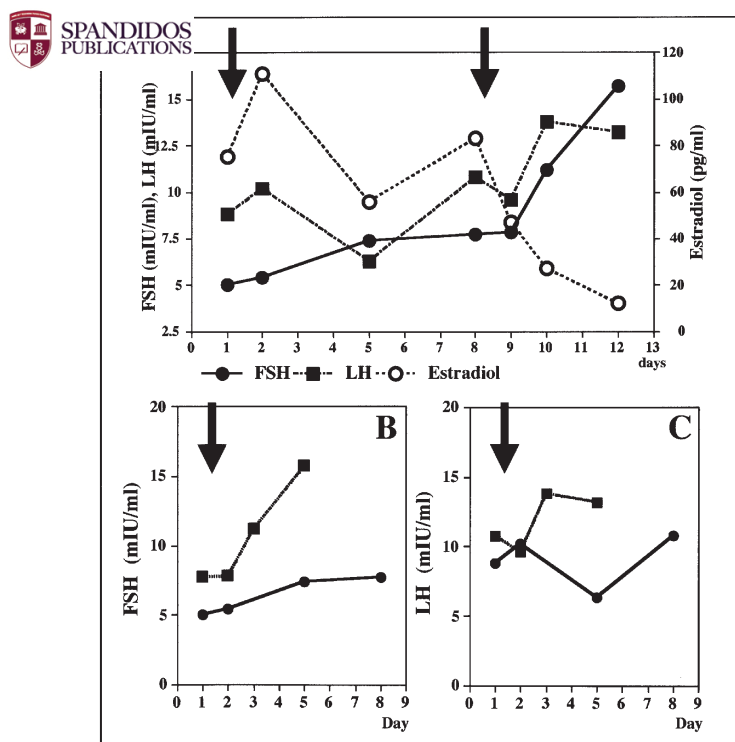 SPANDIDOS
PUBLICATIONS
FSH (mIU/ml), LH (mIU/ml)
15
12.5
10
7.5
5
2.5
120
100
80
60
40
20
0
Estradiol (pg/ml)
0 1 2 3 4 5 6 7 8 9 10 11 12 13
days
FSH LH Estradiol
B
FSH (mIU/ml)
20
15
10
5
0
0 1 2 3 4 5 6 7 8 9
Day
C
LH (mIU/ml)
20
15
10
5
0
0 1 2 3 4 5 6 7 8 9
Day